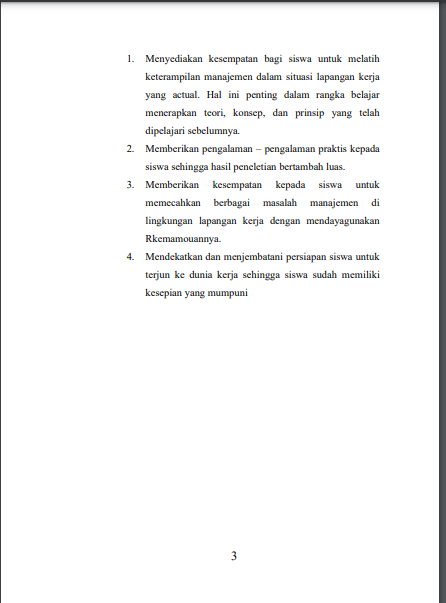 1. Menyediakan kesempatan bagi siswa untuk melatih
keterampilan manajemen dalam situasi lapangan kerja
yang actual. Hal ini penting dalam rangka belajar
menerapkan teori, konsep, dan prinsip yang telah
dipelajari sebelumnya.
2. Memberikan pengalaman – pengalaman praktis kepada
siswa sehingga hasil peneletian bertambah luas.
3. Memberikan kesempatan kepada siswa untuk
memecahkan berbagai masalah manajemen di
lingkungan lapangan kerja dengan mendayagunakan
Rkemamouannya.
4. Mendekatkan dan menjembatani persiapan siswa untuk
terjun ke dunia kerja sehingga siswa sudah memiliki
kesepian yang mumpuni
3